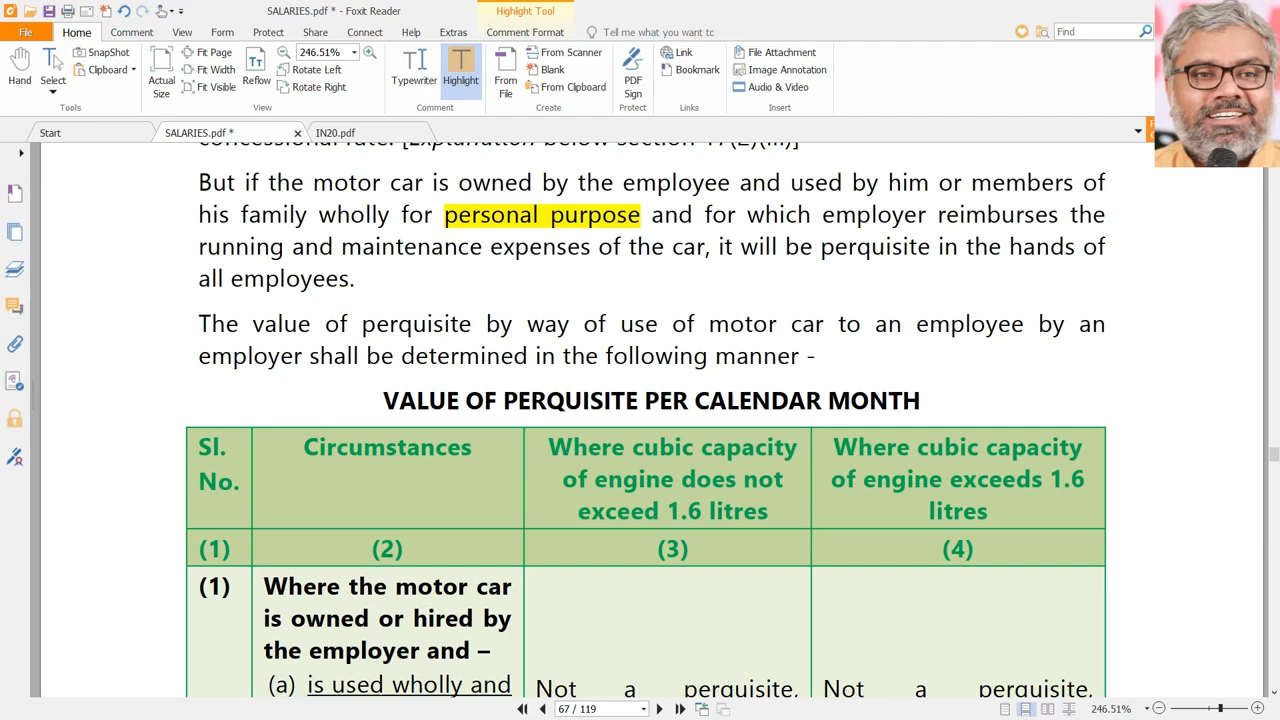 SALARIES.pdf * - Foxit Reader
Highlight Tool
File Home Comment View Form Protect Share Connect Help Extras Comment Format Tell me what you want tc Find
Hand
Select
SnapShot
Clipboard
Tools
Actual Size
Fit Page
Fit Width
Fit Visible
Reflow
246.51%
Rotate Left
Rotate Right
View
Typewriter
Highlight
Comment
From File
From Scanner
Blank
From Clipboard
Create
PDF Sign
Protect
Link
Bookmark
Links
File Attachment
Image Annotation
Audio & Video
Insert
Start SALARIES.pdf * IN20.pdf
concessional rate. [Explanation below section 17(2)(iii)]
But if the motor car is owned by the employee and used by him or members of
his family wholly for personal purpose and for which employer reimburses the
running and maintenance expenses of the car, it will be perquisite in the hands of
all employees.
The value of perquisite by way of use of motor car to an employee by an
employer shall be determined in the following manner -
VALUE OF PERQUISITE PER CALENDAR MONTH
Sl. No.
Circumstances
Where cubic capacity
of engine does not
exceed 1.6 litres
Where cubic capacity
of engine exceeds 1.6
litres
(1) (2) (3) (4)
(1) Where the motor car
is owned or hired by
the employer and –
(a) is used wholly and Not a perquisite, Not a perquisite,
67 / 119
246.51%